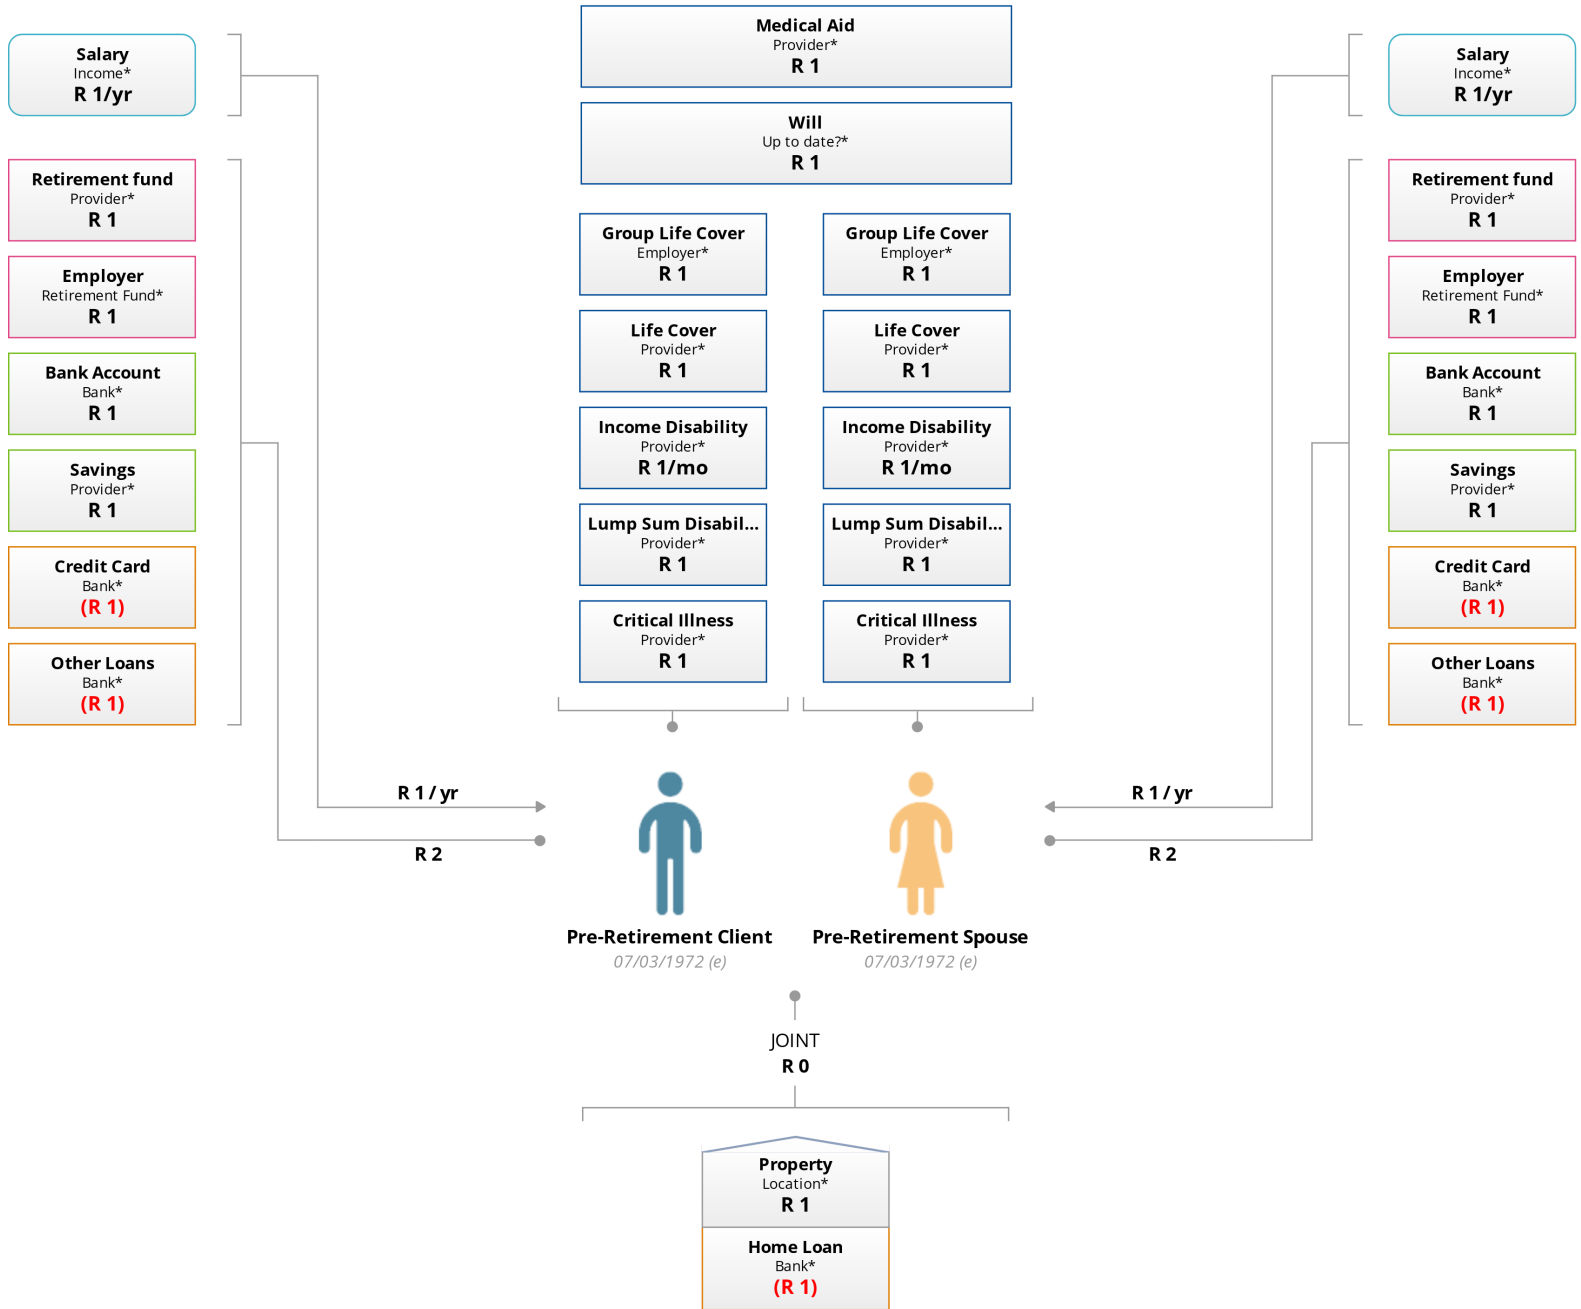 Medical Aid
Provider*
R 1
Will
Up to date?*
R 1
Salary
Income*
R 1/yr
Retirement fund
Provider*
R 1
Employer
Retirement Fund*
R 1
Bank Account
Bank*
R 1
Savings
Provider*
R 1
Credit Card
Bank*
(R 1)
Other Loans
Bank*
(R 1)
Group Life Cover
Employer*
R 1
Life Cover
Provider*
R 1
Income Disability
Provider*
R 1/mo
Lump Sum Disabil...
Provider*
R 1
Critical Illness
Provider*
R 1
Group Life Cover
Employer*
R 1
Life Cover
Provider*
R 1
Income Disability
Provider*
R 1/mo
Lump Sum Disabil...
Provider*
R 1
Critical Illness
Provider*
R 1
Salary
Income*
R 1/yr
Retirement fund
Provider*
R 1
Employer
Retirement Fund*
R 1
Bank Account
Bank*
R 1
Savings
Provider*
R 1
Credit Card
Bank*
(R 1)
Other Loans
Bank*
(R 1)
R 1 / yr
R 2
R 1 / yr
R 2
Pre-Retirement Client
07/03/1972 (e)
Pre-Retirement Spouse
07/03/1972 (e)
JOINT
R 0
Property
Location*
R 1
Home Loan
Bank*
(R 1)